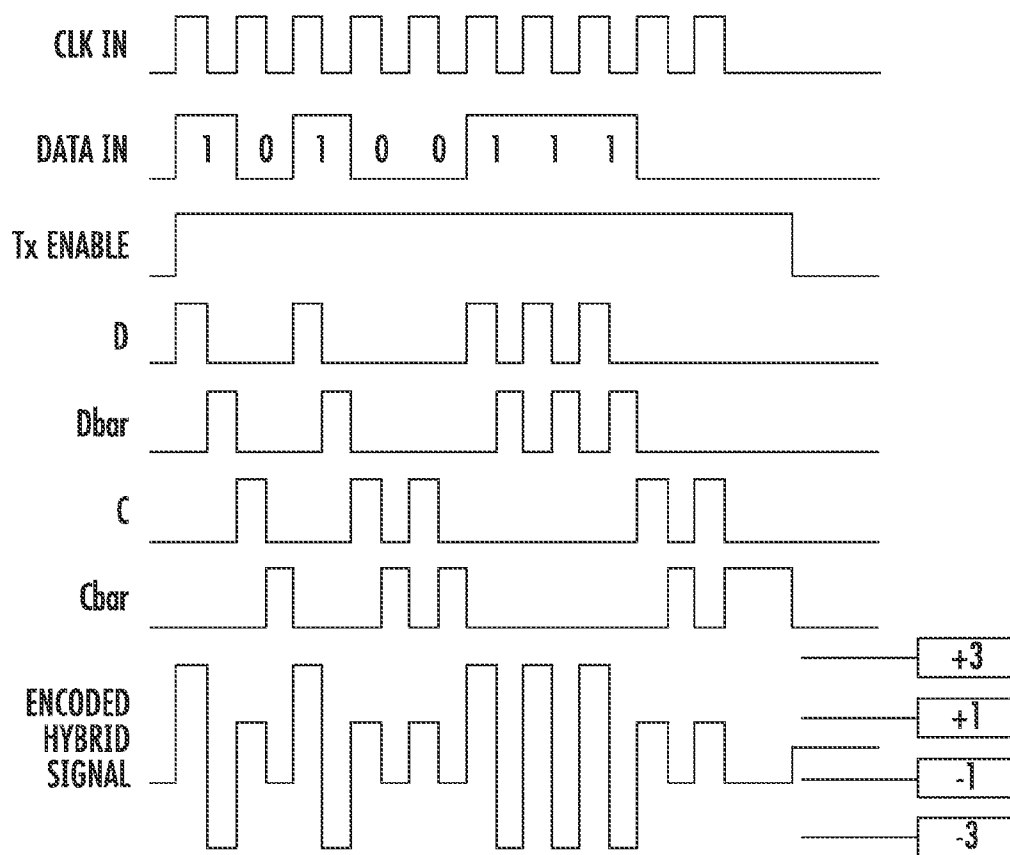 CLK IN
DATA IN
1 0 1 0 0 1 1 1
Tx ENABLE
D
Dbar
C
Cbar
ENCODED
HYBRID
SIGNAL
+3
+1
-1
-3